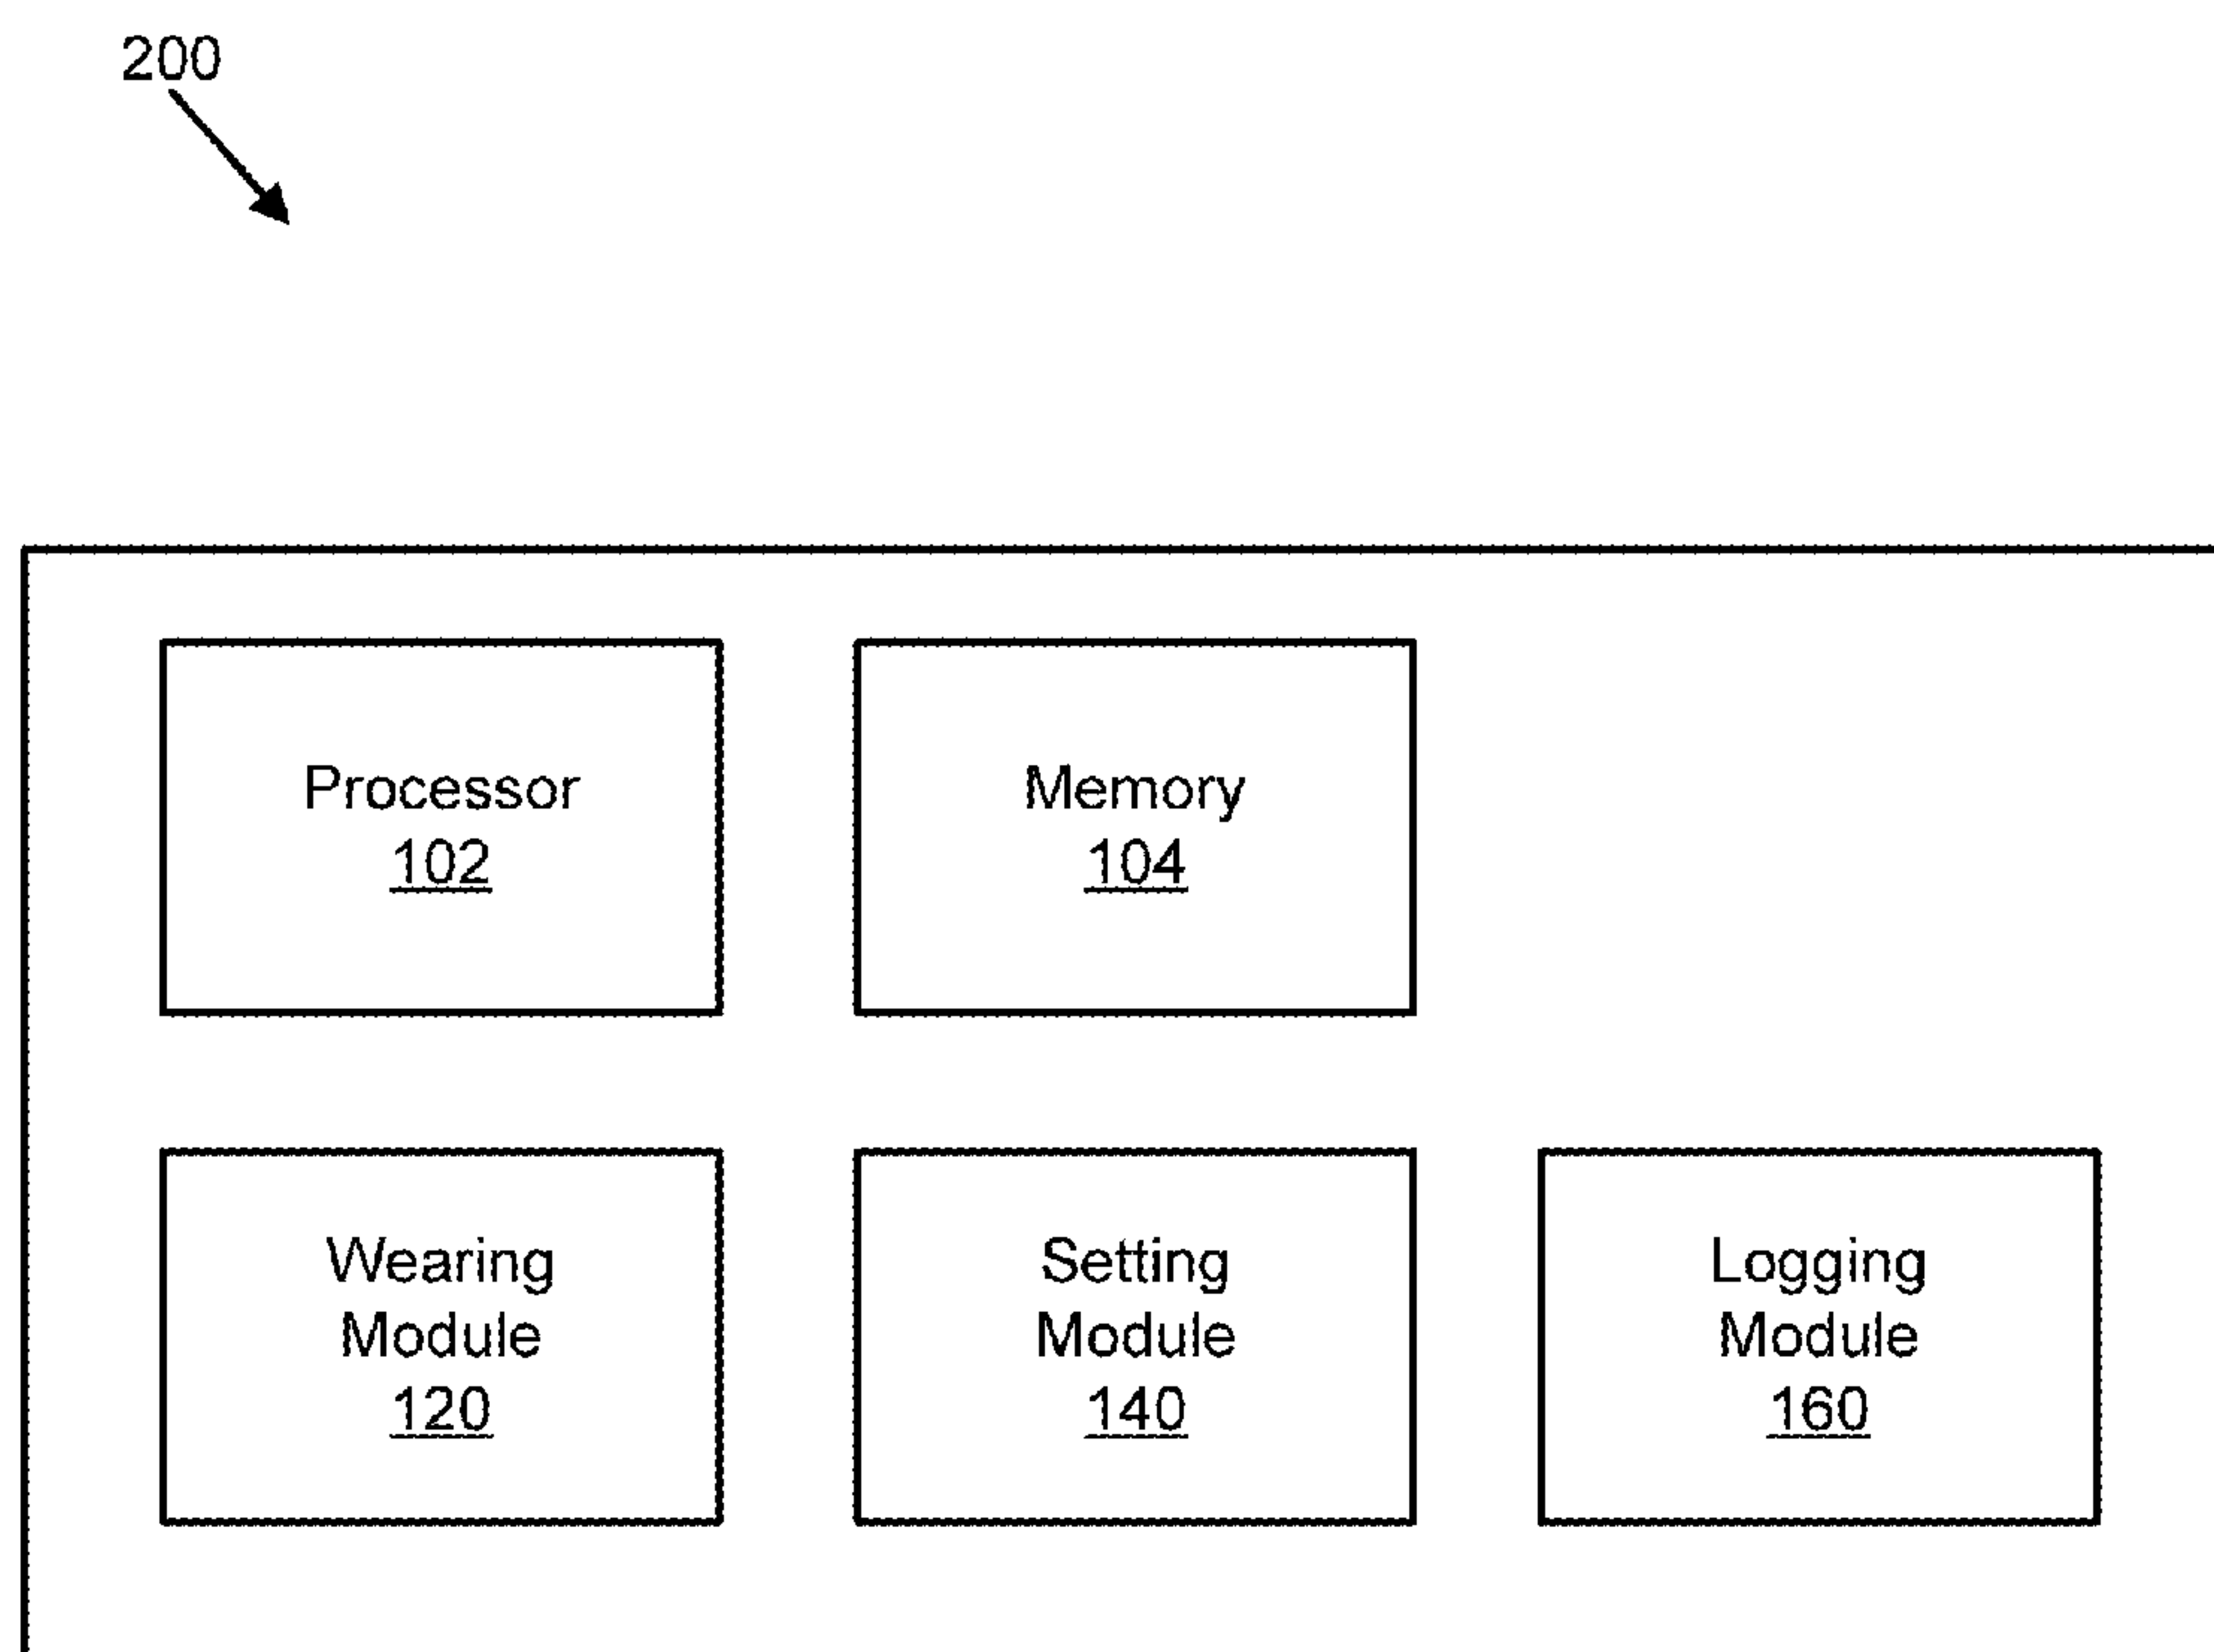 200
Processor
102
Memory
104
Wearing
Module
120
Setting
Module
140
Logging
Module
160